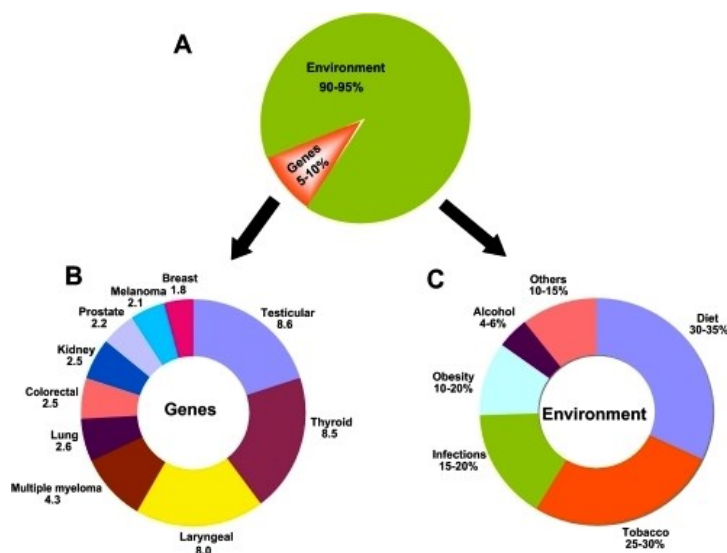 A
Environment
90-95%
Genes
5-10%
B
Breast
1.8
Melanoma
2.1
Prostate
2.2
Kidney
2.5
Colorectal
2.5
Lung
2.6
Multiple myeloma
4.3
Laryngeal
8.0
Thyroid
8.5
Testicular
8.6
Genes
C
Others
10-15%
Alcohol
4-6%
Obesity
10-20%
Infections
15-20%
Tobacco
25-30%
Diet
30-35%
Environment